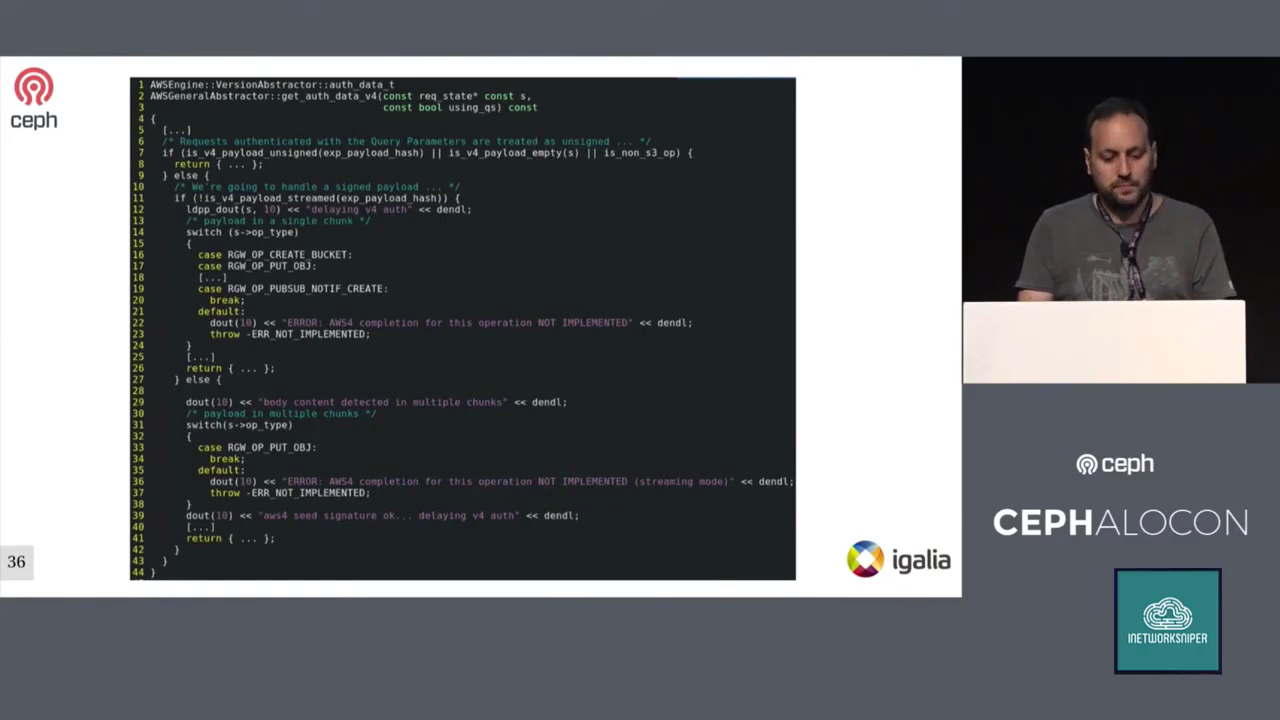 ceph
1 AWSEngine::VersionAbstractor::auth_data_t
2 AWSGeneralAbstractor::get_auth_data_v4(const req_state* const s,
3 const bool using_qs) const
4 {
5 [...]
6 /* Requests authenticated with the Query Parameters are treated as unsigned ... */
7 if (is_v4_payload_unsigned(exp_payload_hash) || is_v4_payload_empty(s) || is_non_s3_op) {
8 return { ... };
9 } else {
10 /* We're going to handle a signed payload ... */
11 if (!is_v4_payload_streamed(exp_payload_hash)) {
12 ldpp_dout(s, 10) << "delaying v4 auth" << dendl;
13 /* payload in a single chunk */
14 switch (s->op_type)
15 {
16 case RGW_OP_CREATE_BUCKET:
17 case RGW_OP_PUT_OBJ:
18 [...]
19 case RGW_OP_PUBSUB_NOTIF_CREATE:
20 break;
21 default:
22 dout(10) << "ERROR: AWS4 completion for this operation NOT IMPLEMENTED" << dendl;
23 throw -ERR_NOT_IMPLEMENTED;
24 }
25 [...]
26 return { ... };
27 } else {
28
29 dout(10) << "body content detected in multiple chunks" << dendl;
30 /* payload in multiple chunks */
31 switch(s->op_type)
32 {
33 case RGW_OP_PUT_OBJ:
34 break;
35 default:
36 dout(10) << "ERROR: AWS4 completion for this operation NOT IMPLEMENTED (streaming mode)" << dendl;
37 throw -ERR_NOT_IMPLEMENTED;
38 }
39 dout(10) << "aws4 seed signature ok... delaying v4 auth" << dendl;
40 [...]
41 return { ... };
42 }
43 }
44 }
36
igalia
ceph
CEPHALOCON
INETWORKSNIPER